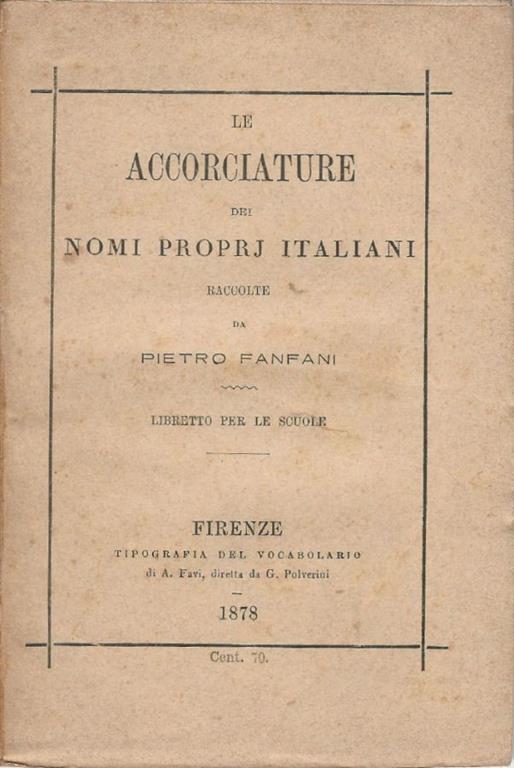 LE
ACCORCIATURE
DEI
NOMI PROPRJ ITALIANI
RACCOLTE
DA
PIETRO FANFANI
LIBRETTO PER LE SCUOLE
FIRENZE
TIPOGRAFIA DEL VOCABOLARIO
di A. Favi, diretta da G. Polverini
1878
Cent. 70.